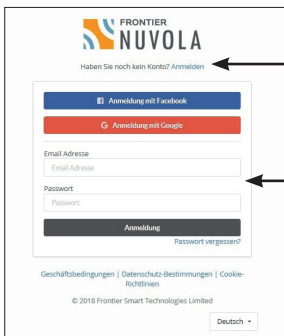 FRONTIER
NUVOLA
Haben Sie noch kein Konto? Anmelden
Anmeldung mit Facebook
G Anmeldung mit Google
Email Adresse
Email Adresse
Passwort
Passwort
Anmeldung
Passwort vergessen?
Geschäftsbedingungen | Datenschutz-Bestimmungen | Cookie-
Richtlinien
© 2018 Frontier Smart Technologies Limited
Deutsch